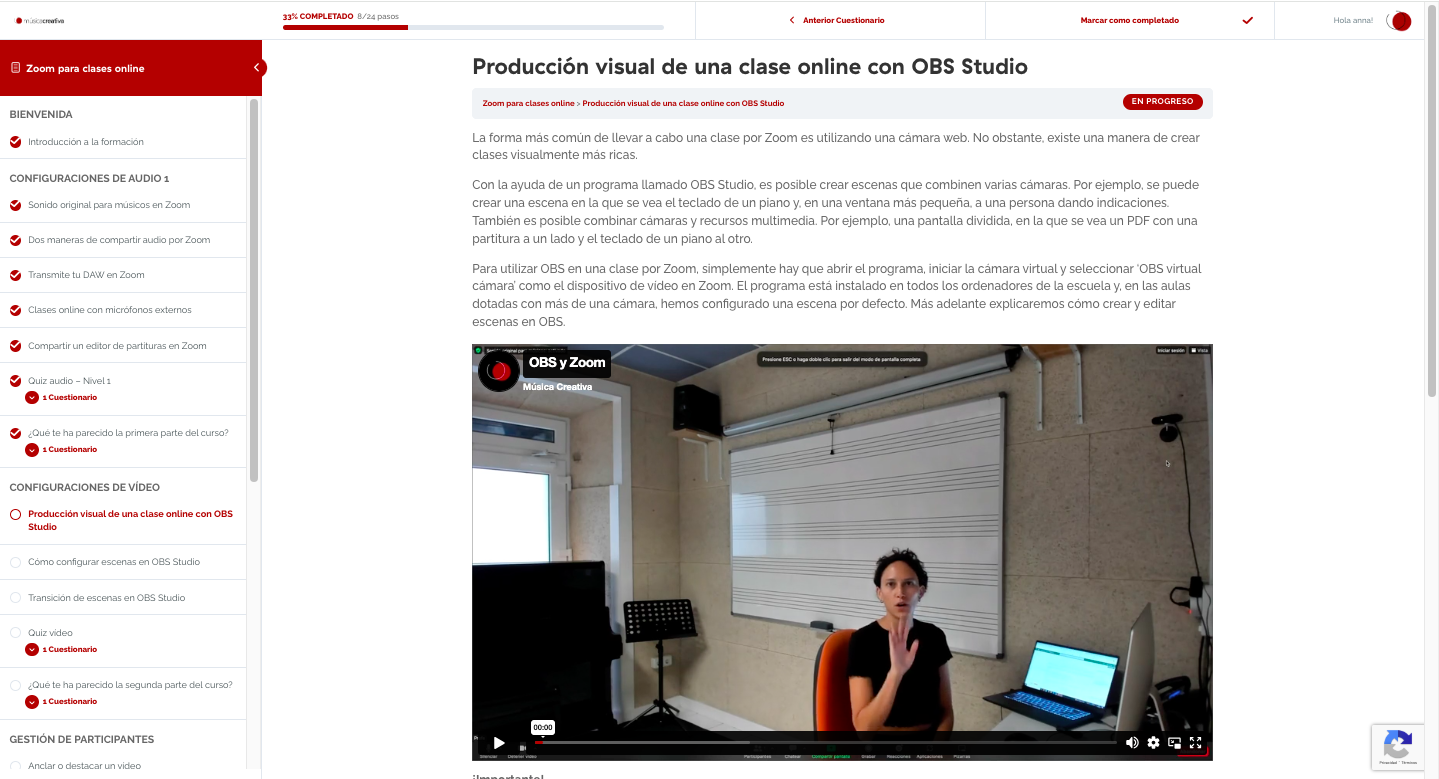 músicacreativa
33% COMPLETADO 8/24 pasos
Anterior Cuestionario
Marcar como completado
Hola anna!
Zoom para clases online
BIENVENIDA
Introducción a la formación
CONFIGURACIONES DE AUDIO 1
Sonido original para músicos en Zoom
Dos maneras de compartir audio por Zoom
Transmite tu DAW en Zoom
Clases online con micrófonos externos
Compartir un editor de partituras en Zoom
Quiz audio – Nivel 1
1 Cuestionario
¿Qué te ha parecido la primera parte del curso?
1 Cuestionario
CONFIGURACIONES DE VÍDEO
Producción visual de una clase online con OBS
Studio
Cómo configurar escenas en OBS Studio
Transición de escenas en OBS Studio
Quiz vídeo
1 Cuestionario
¿Qué te ha parecido la segunda parte del curso?
1 Cuestionario
GESTIÓN DE PARTICIPANTES
Anclar o destacar un vídeo
Producción visual de una clase online con OBS Studio
Zoom para clases online > Producción visual de una clase online con OBS Studio
EN PROGRESO
La forma más común de llevar a cabo una clase por Zoom es utilizando una cámara web. No obstante, existe una manera de crear
clases visualmente más ricas.
Con la ayuda de un programa llamado OBS Studio, es posible crear escenas que combinen varias cámaras. Por ejemplo, se puede
crear una escena en la que se vea el teclado de un piano y, en una ventana más pequeña, a una persona dando indicaciones.
También es posible combinar cámaras y recursos multimedia. Por ejemplo, una pantalla dividida, en la que se vea un PDF con una
partitura a un lado y el teclado de un piano al otro.
Para utilizar OBS en una clase por Zoom, simplemente hay que abrir el programa, iniciar la cámara virtual y seleccionar 'OBS virtual
cámara' como el dispositivo de vídeo en Zoom. El programa está instalado en todos los ordenadores de la escuela y, en las aulas
dotadas con más de una cámara, hemos configurado una escena por defecto. Más adelante explicaremos cómo crear y editar
escenas en OBS.
Presione ESC o haga doble clic para salir del modo de pantalla completa
Iniciar sesión
Vista
OBS y Zoom
Música Creativa
00:00
Silenciar
Detener vídeo
Participantes
Chatear
Compartir pantalla
Grabar
Reacciones
Aplicaciones
Pizarras
Privacidad - Términos
¡Importante!